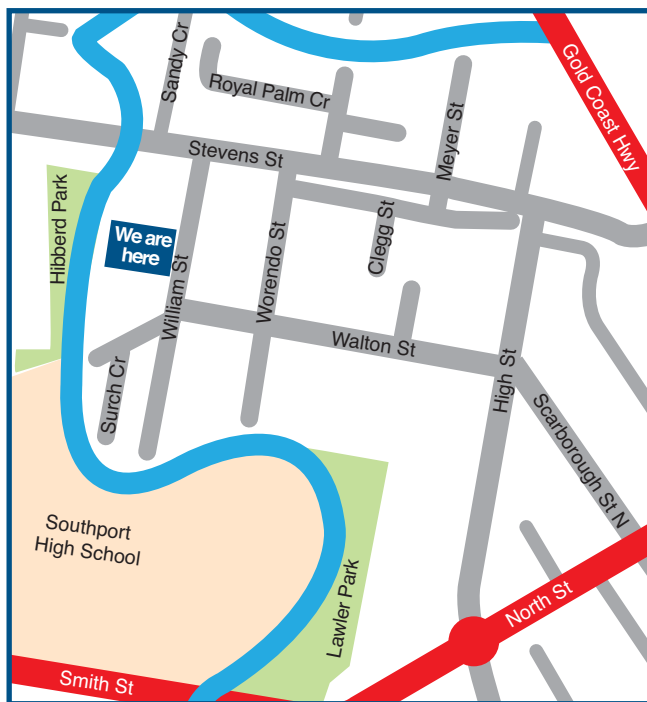 Sandy Cr
Royal Palm Cr
Gold Coast Hwy
Meyer St
Stevens St
Hibberd Park
We are
here
William St
Worendo St
Clegg St
Walton St
High St
Surch Cr
Scarborough St N
Southport
High School
Lawler Park
North St
Smith St